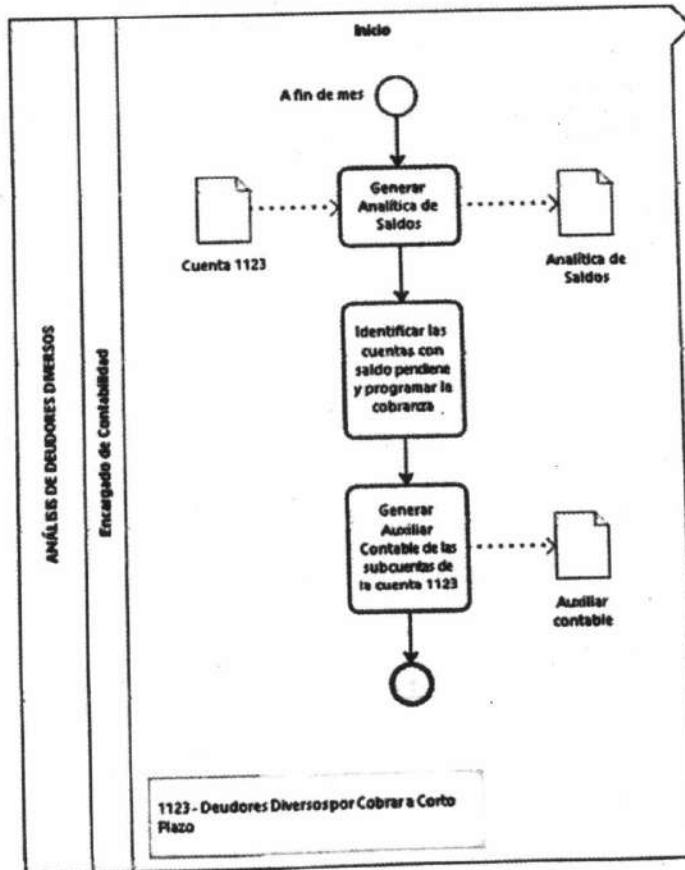 Inicio
A fin de mes
Generar
Analítica de
Saldos
Cuenta 1123
Analítica de
Saldos
Identificar las
cuentas con
saldo pendiene
y programar la
cobranza
Generar
Auxiliar
Contable de las
subcuentas de
la cuenta 1123
Auxiliar
contable
ANÁLISIS DE DEUDORES DIVERSOS
Encargado de Contabilidad
1123 - Deudores Diversos por Cobrar a Corto
Plazo